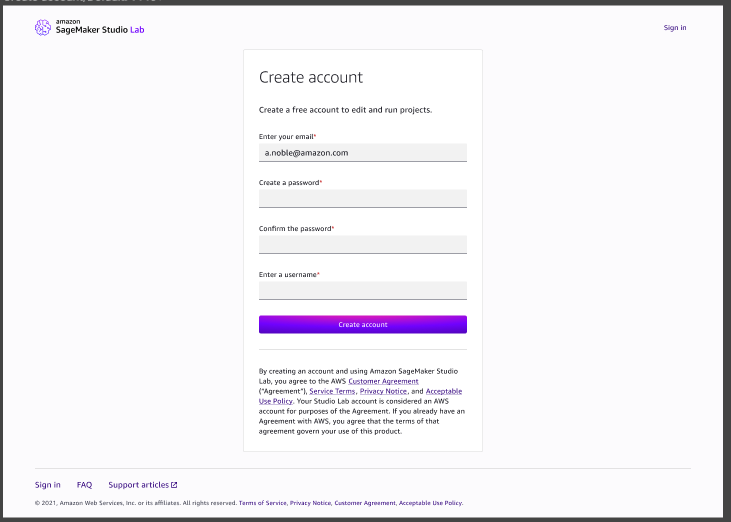 amazon
SageMaker Studio Lab
Sign in
Create account
Create a free account to edit and run projects.
Enter your email*
a.noble@amazon.com
Create a password*
Confirm the password*
Enter a username*
Create account
By creating an account and using Amazon SageMaker Studio
Lab, you agree to the AWS Customer Agreement
("Agreement"), Service Terms, Privacy Notice, and Acceptable
Use Policy. Your Studio Lab account is considered an AWS
account for purposes of the Agreement. If you already have an
Agreement with AWS, you agree that the terms of that
agreement govern your use of this product.
Sign in FAQ Support articles
© 2021, Amazon Web Services, Inc. or its affiliates. All rights reserved. Terms of Service, Privacy Notice, Customer Agreement, Acceptable Use Policy.